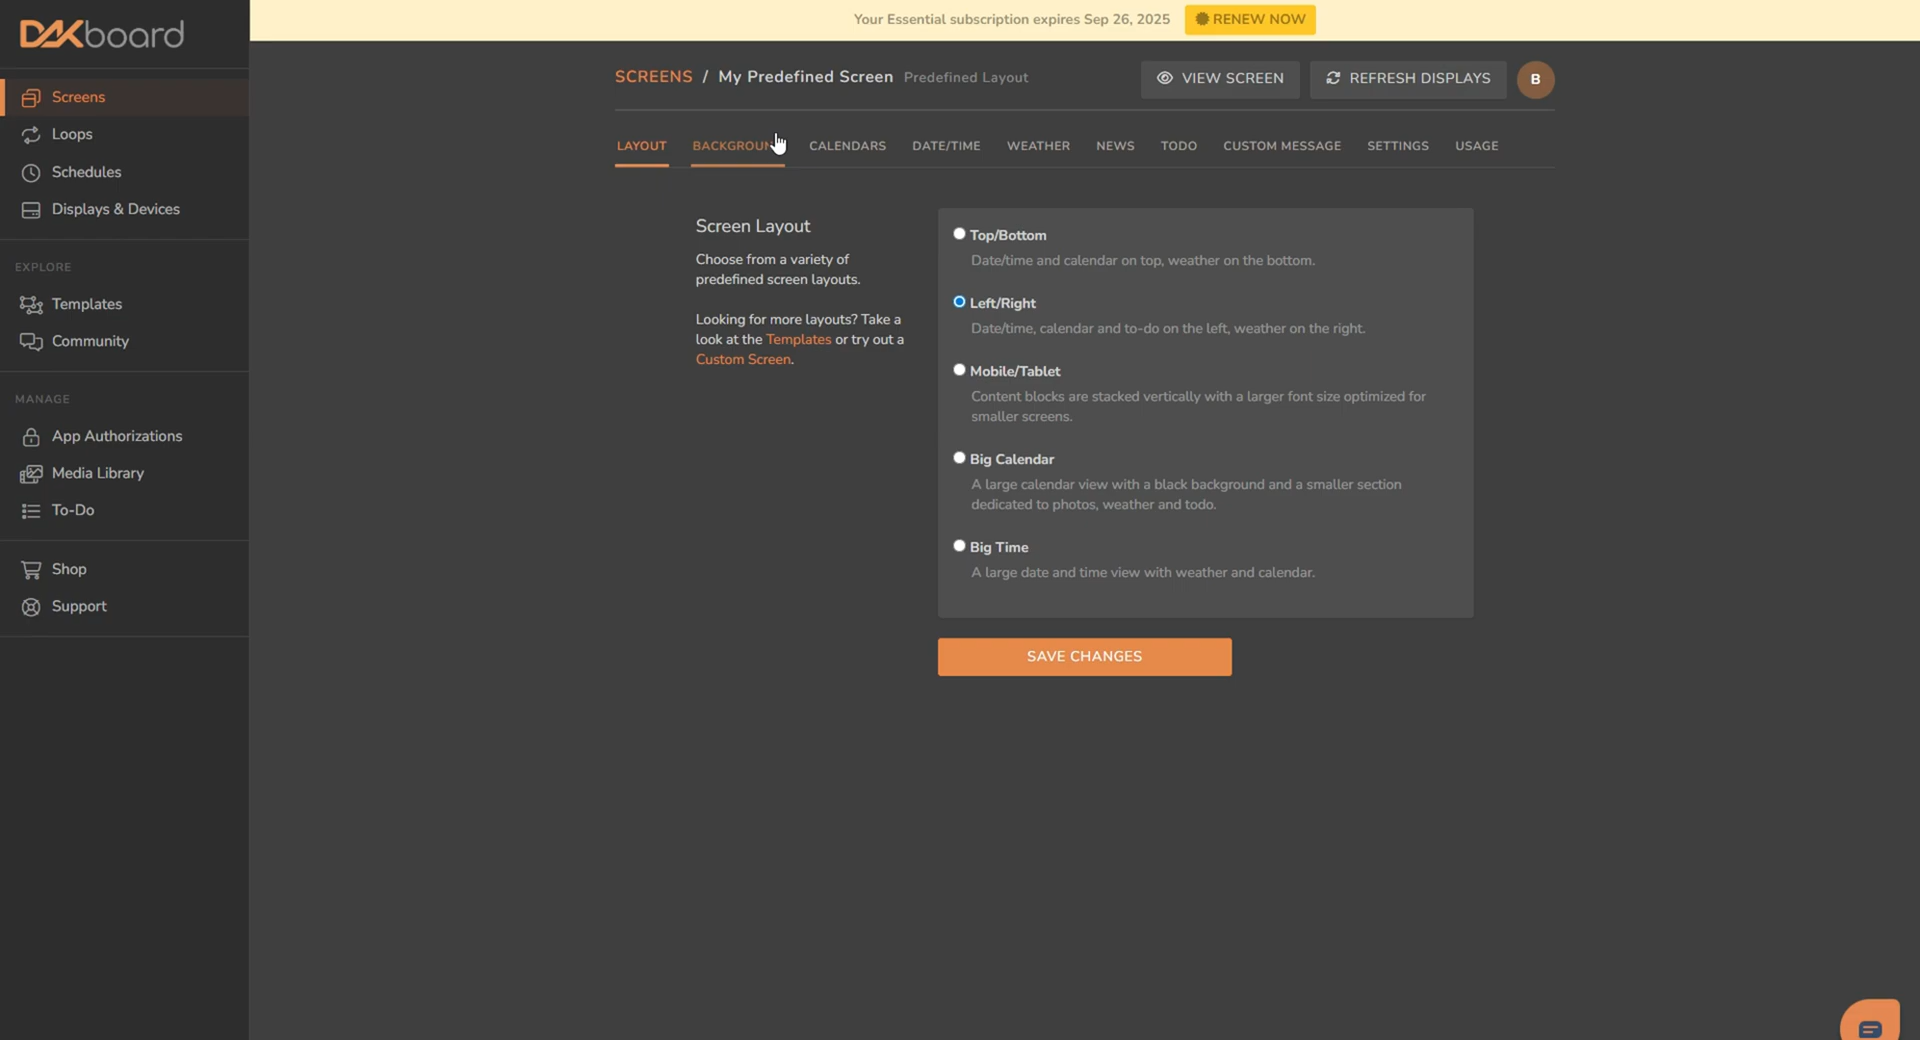 DAKboard
Your Essential subscription expires Sep 26, 2025
RENEW NOW
SCREENS / My Predefined Screen Predefined Layout
VIEW SCREEN
REFRESH DISPLAYS
B
Screens
Loops
Schedules
Displays & Devices
EXPLORE
Templates
Community
MANAGE
App Authorizations
Media Library
To-Do
Shop
Support
LAYOUT
BACKGROUN
CALENDARS
DATE/TIME
WEATHER
NEWS
TODO
CUSTOM MESSAGE
SETTINGS
USAGE
Screen Layout
Choose from a variety of
predefined screen layouts.
Looking for more layouts? Take a
look at the Templates or try out a
Custom Screen.
Top/Bottom
Date/time and calendar on top, weather on the bottom.
Left/Right
Date/time, calendar and to-do on the left, weather on the right.
Mobile/Tablet
Content blocks are stacked vertically with a larger font size optimized for
smaller screens.
Big Calendar
A large calendar view with a black background and a smaller section
dedicated to photos, weather and todo.
Big Time
A large date and time view with weather and calendar.
SAVE CHANGES